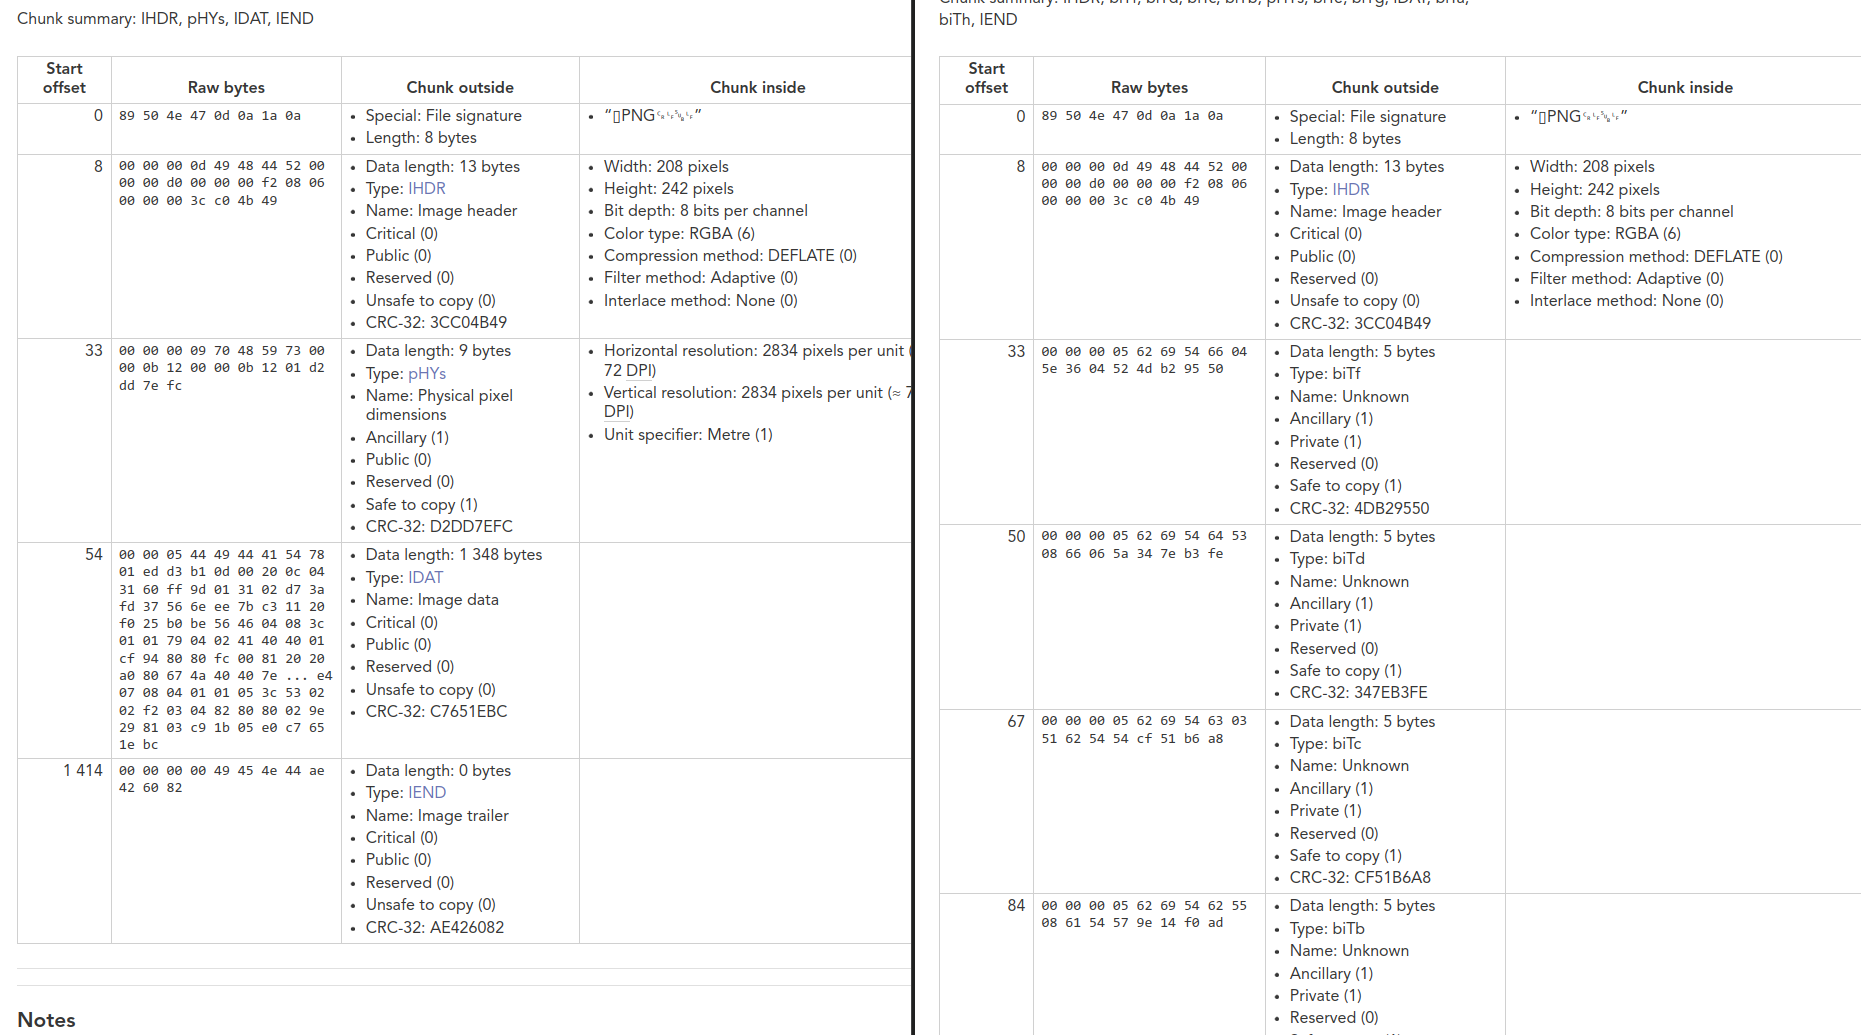 Chunk summary: IHDR, pHYs, IDAT, IEND
Start offset
Raw bytes
Chunk outside
Chunk inside
0
89 50 4e 47 0d 0a 1a 0a
• Special: File signature
• Length: 8 bytes
• “▯PNG␍␊␚␊”
8
00 00 00 0d 49 48 44 52 00
00 00 d0 00 00 00 f2 08 06
00 00 00 3c c0 4b 49
• Data length: 13 bytes
• Type: IHDR
• Name: Image header
• Critical (0)
• Public (0)
• Reserved (0)
• Unsafe to copy (0)
• CRC-32: 3CC04B49
• Width: 208 pixels
• Height: 242 pixels
• Bit depth: 8 bits per channel
• Color type: RGBA (6)
• Compression method: DEFLATE (0)
• Filter method: Adaptive (0)
• Interlace method: None (0)
33
00 00 00 09 70 48 59 73 00
00 0b 12 00 00 0b 12 01 d2
dd 7e fc
• Data length: 9 bytes
• Type: pHYs
• Name: Physical pixel
dimensions
• Ancillary (1)
• Public (0)
• Reserved (0)
• Safe to copy (1)
• CRC-32: D2DD7EFC
• Horizontal resolution: 2834 pixels per unit (
72 DPI)
• Vertical resolution: 2834 pixels per unit (≈ 7
DPI)
• Unit specifier: Metre (1)
54
00 00 05 44 49 44 41 54 78
01 ed d3 b1 0d 00 20 0c 04
31 60 ff 9d 01 31 02 d7 3a
fd 37 56 6e ee 7b c3 11 20
f0 25 b0 be 56 46 04 08 3c
01 01 79 04 02 41 40 40 01
cf 94 80 80 fc 00 81 20 20
a0 80 67 4a 40 40 7e ... e4
07 08 04 01 01 05 3c 53 02
02 f2 03 04 82 80 80 02 9e
29 81 03 c9 1b 05 e0 c7 65
1e bc
• Data length: 1 348 bytes
• Type: IDAT
• Name: Image data
• Critical (0)
• Public (0)
• Reserved (0)
• Unsafe to copy (0)
• CRC-32: C7651EBC
1 414
00 00 00 00 49 45 4e 44 ae
42 60 82
• Data length: 0 bytes
• Type: IEND
• Name: Image trailer
• Critical (0)
• Public (0)
• Reserved (0)
• Unsafe to copy (0)
• CRC-32: AE426082
Notes
biTh, IEND
Start offset
Raw bytes
Chunk outside
Chunk inside
0
89 50 4e 47 0d 0a 1a 0a
• Special: File signature
• Length: 8 bytes
• “▯PNG␍␊␚␊”
8
00 00 00 0d 49 48 44 52 00
00 00 d0 00 00 00 f2 08 06
00 00 00 3c c0 4b 49
• Data length: 13 bytes
• Type: IHDR
• Name: Image header
• Critical (0)
• Public (0)
• Reserved (0)
• Unsafe to copy (0)
• CRC-32: 3CC04B49
• Width: 208 pixels
• Height: 242 pixels
• Bit depth: 8 bits per channel
• Color type: RGBA (6)
• Compression method: DEFLATE (0)
• Filter method: Adaptive (0)
• Interlace method: None (0)
33
00 00 00 05 62 69 54 66 04
5e 36 04 52 4d b2 95 50
• Data length: 5 bytes
• Type: biTf
• Name: Unknown
• Ancillary (1)
• Private (1)
• Reserved (0)
• Safe to copy (1)
• CRC-32: 4DB29550
50
00 00 00 05 62 69 54 64 53
08 66 06 5a 34 7e b3 fe
• Data length: 5 bytes
• Type: biTd
• Name: Unknown
• Ancillary (1)
• Private (1)
• Reserved (0)
• Safe to copy (1)
• CRC-32: 347EB3FE
67
00 00 00 05 62 69 54 63 03
51 62 54 54 cf 51 b6 a8
• Data length: 5 bytes
• Type: biTc
• Name: Unknown
• Ancillary (1)
• Private (1)
• Reserved (0)
• Safe to copy (1)
• CRC-32: CF51B6A8
84
00 00 00 05 62 69 54 62 55
08 61 54 57 9e 14 f0 ad
• Data length: 5 bytes
• Type: biTb
• Name: Unknown
• Ancillary (1)
• Private (1)
• Reserved (0)